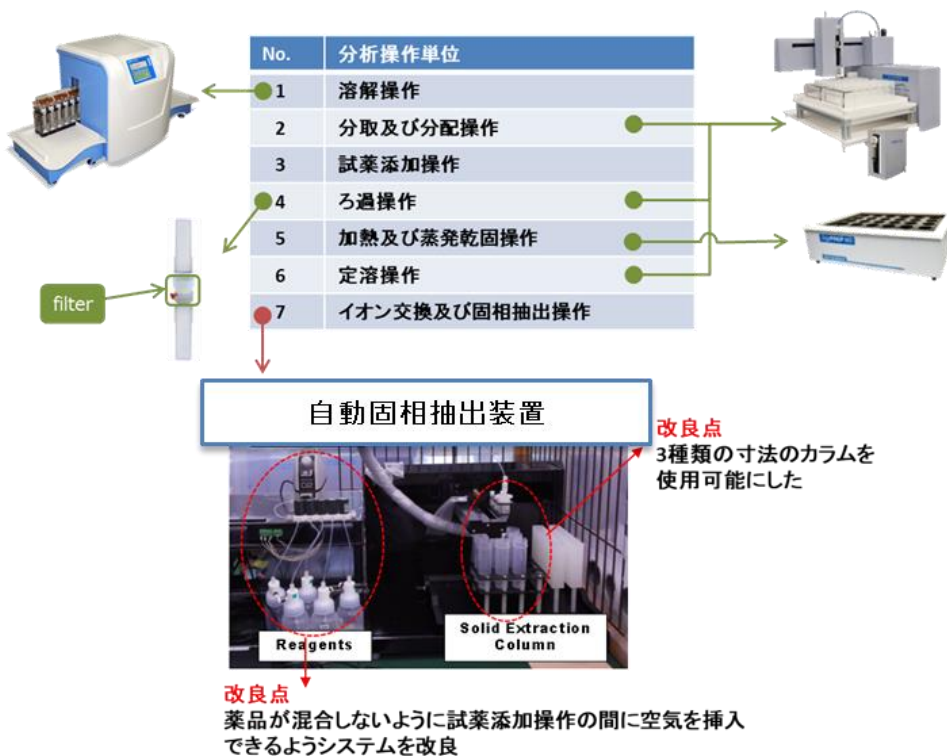 No. 分析操作単位
1 溶解操作
2 分取及び分配操作
3 試薬添加操作
4 ろ過操作
5 加熱及び蒸発乾固操作
6 定溶操作
7 イオン交換及び固相抽出操作
filter
自動固相抽出装置
改良点
3種類の寸法のカラムを
使用可能にした
Reagents
Solid Extraction
Column
改良点
薬品が混合しないように試薬添加操作の間に空気を挿入
できるようシステムを改良